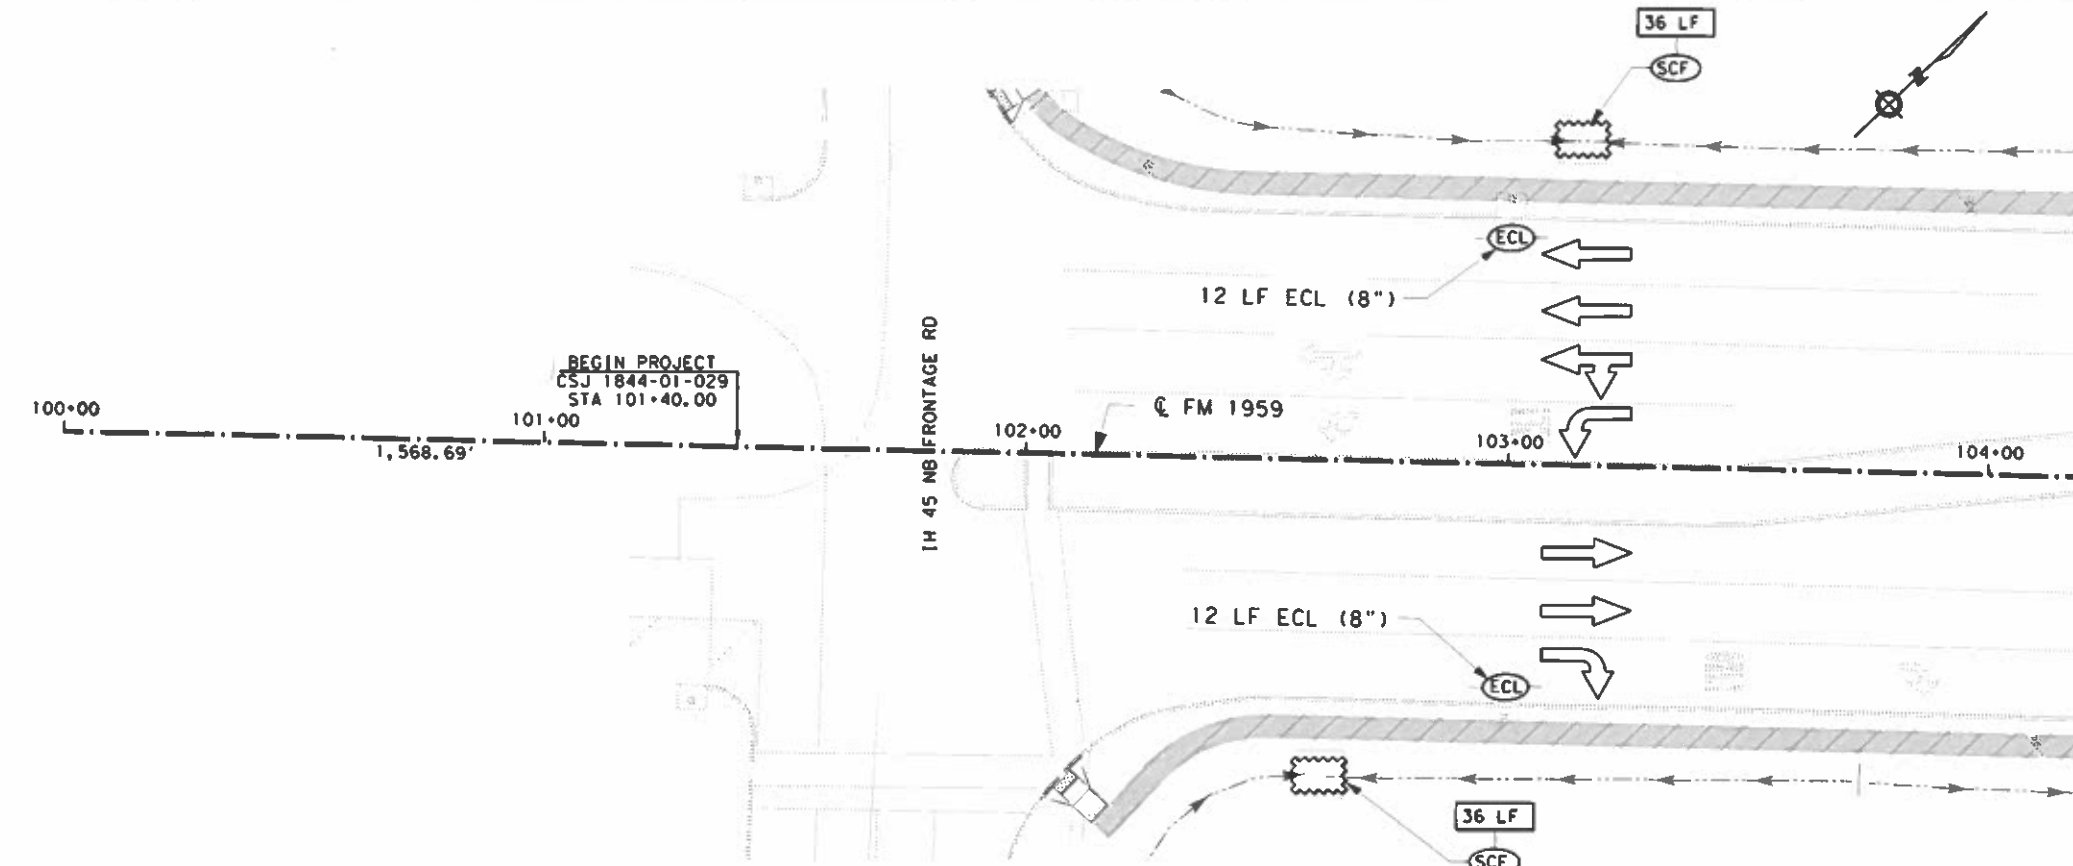 36 LF
SCF
ECL
12 LF ECL (8")
BEGIN PROJECT
CSJ 1844-01-029
STA 101+40.00
100+00
101+00
1,568.69'
IH 45 NB FRONTAGE RD
102+00
℄ FM 1959
103+00
104+00
12 LF ECL (8")
ECL
36 LF
SCF